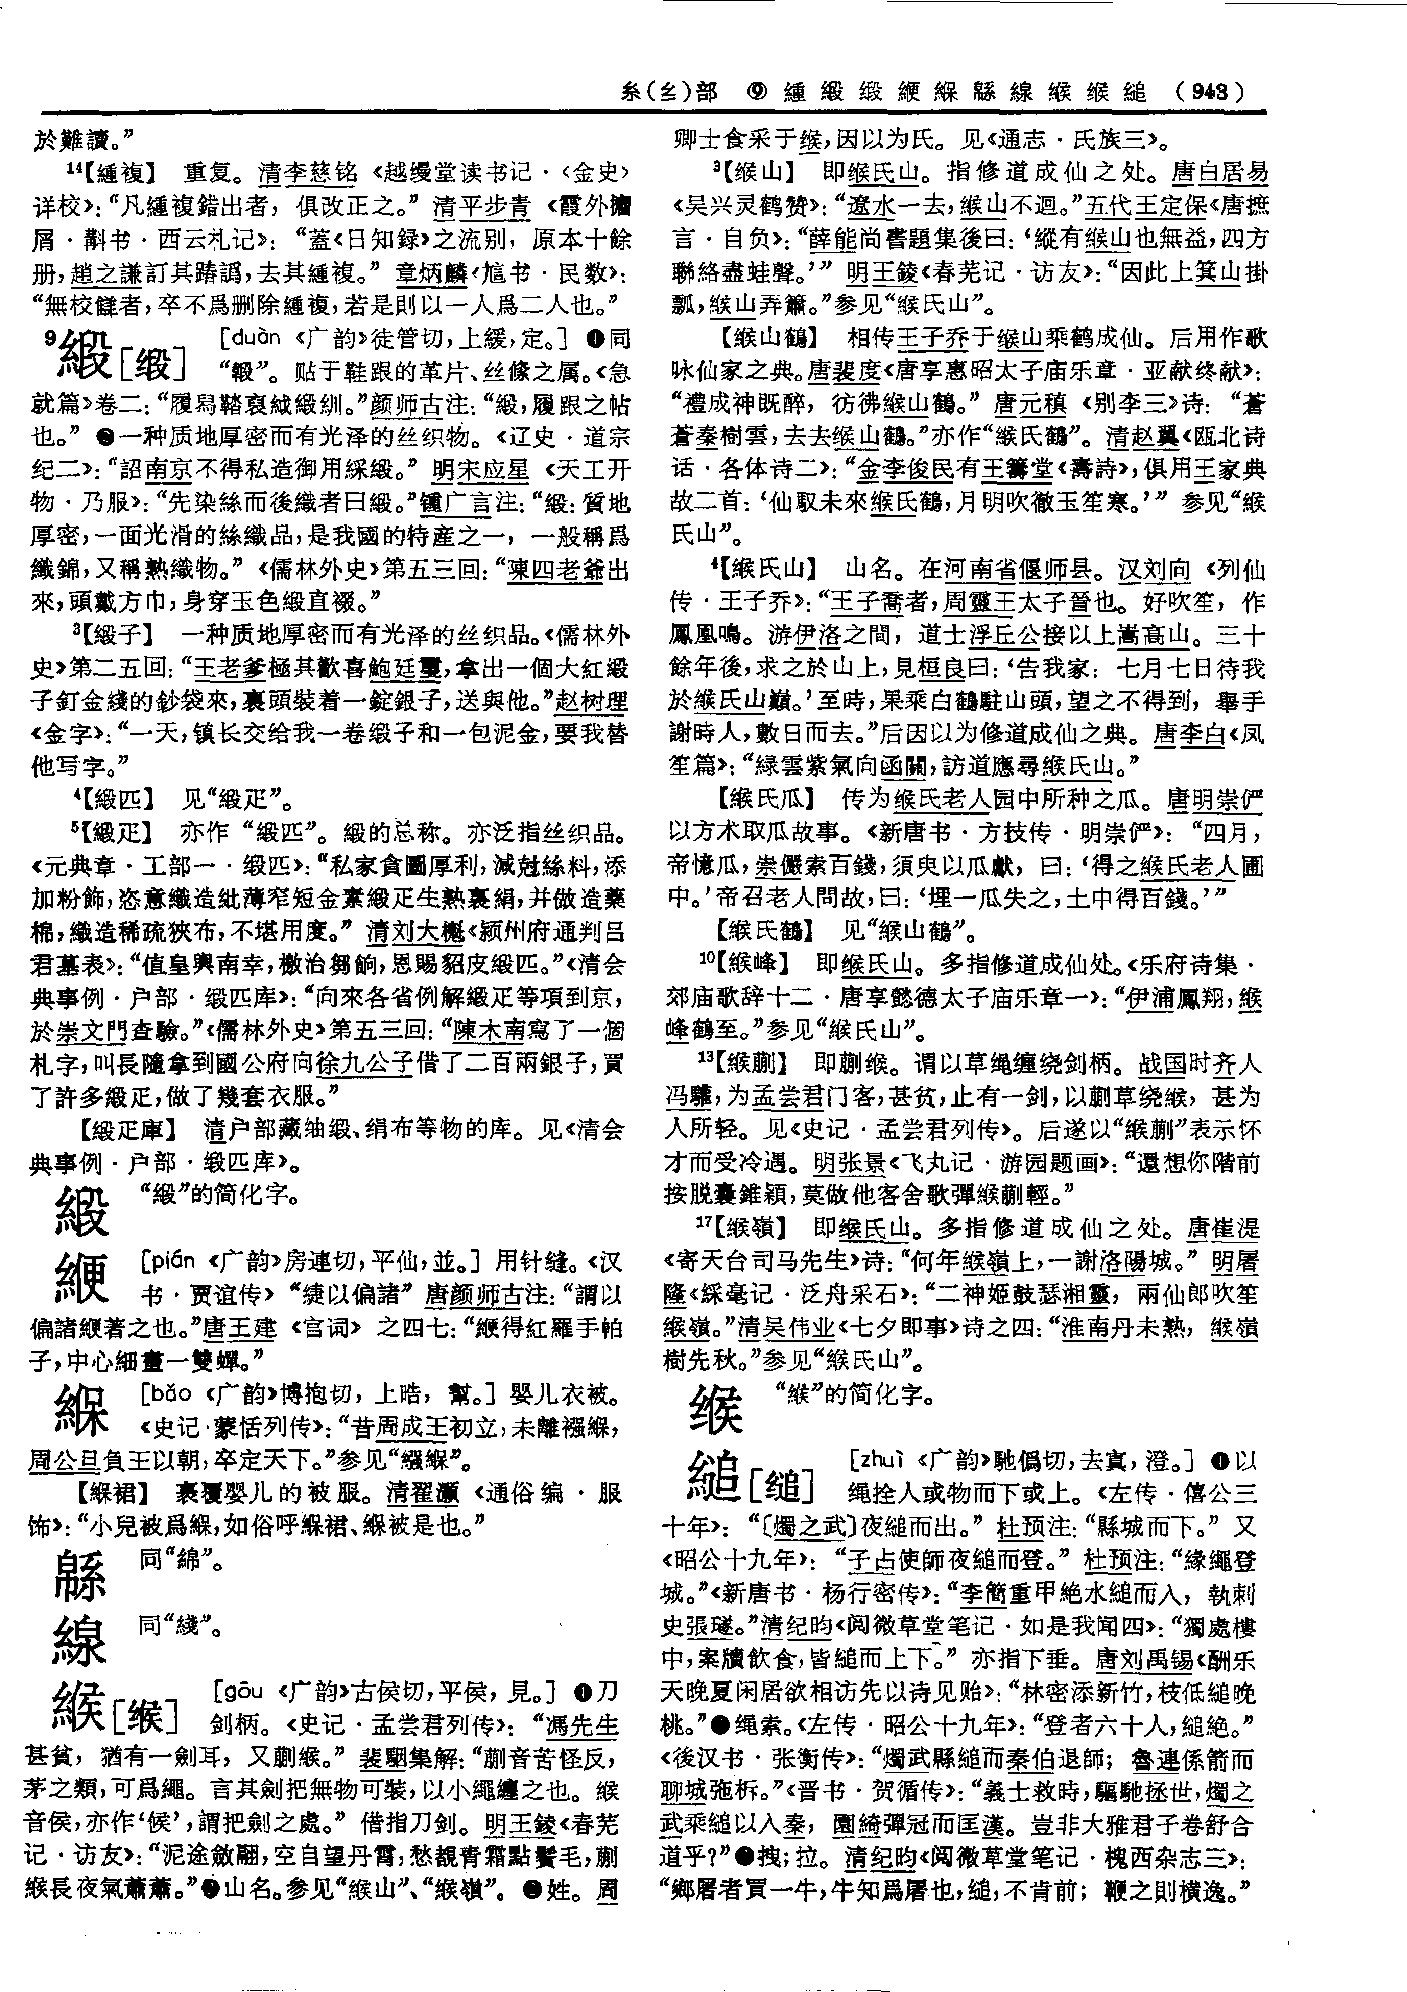 糸(纟)部 ⑨ 緟 緞 缎 緶 緥 緜 線 緱 缑 縋 (943)
於難讀。”
¹⁴【緟複】 重复。清李慈铭《越缦堂读书记·〈金史〉
详校》：“凡緟複錯出者，俱改正之。”清平步青《霞外攟
屑·斠书·西云札记》：“蓋《日知録》之流别，原本十餘
册，趙之謙訂其踳譌，去其緟複。”章炳麟《訄书·民数》：
“無校讎者，卒不爲删除緟複，若是則以一人爲二人也。”
⁹緞[缎] [duàn《广韵》徒管切，上緩，定。] ❶同
“鞎”。贴于鞋跟的革片、丝絛之属。《急
就篇》卷二：“履舄鞜裒絨緞紃。”颜师古注：“緞，履跟之帖
也。” ❷一种质地厚密而有光泽的丝织物。《辽史·道宗
纪二》：“詔南京不得私造御用綵緞。”明宋应星《天工开
物·乃服》：“先染絲而後織者曰緞。”锺广言注：“緞：質地
厚密，一面光滑的絲織品，是我國的特産之一，一般稱爲
織錦，又稱熟織物。”《儒林外史》第五三回：“陳四老爺出
來，頭戴方巾，身穿玉色緞直裰。”
³【緞子】 一种质地厚密而有光泽的丝织品。《儒林外
史》第二五回：“王老爹極其歡喜鮑廷璽，拿出一個大紅緞
子釘金綫的鈔袋來，裏頭裝着一錠銀子，送與他。”赵树理
《金字》：“一天，镇长交给我一卷缎子和一包泥金，要我替
他写字。”
⁴【緞匹】 见“緞疋”。
⁵【緞疋】 亦作“緞匹”。緞的总称。亦泛指丝织品。
《元典章·工部一·缎匹》：“私家貪圖厚利，減尅絲料，添
加粉飾，恣意織造紕薄窄短金素緞疋生熟裏絹，并做造藥
棉，織造稀疏狹布，不堪用度。”清刘大櫆《颍州府通判吕
君墓表》：“值皇輿南幸，檄治芻餉，恩賜貂皮緞匹。”《清会
典事例·户部·缎匹库》：“向來各省例解緞疋等項到京，
於崇文門查驗。”《儒林外史》第五三回：“陳木南寫了一個
札字，叫長隨拿到國公府向徐九公子借了二百兩銀子，買
了許多緞疋，做了幾套衣服。”
【緞疋庫】 清户部藏䌷缎、绢布等物的库。见《清会
典事例·户部·缎匹库》。
缎 “緞”的简化字。
緶 [pián《广韵》房連切，平仙，並。] 用针缝。《汉
书·贾谊传》“緁以偏諸”唐颜师古注：“謂以
偏諸緶著之也。”唐王建《宫词》之四七：“緶得紅羅手帕
子，中心細畫一雙蟬。”
緥 [bǎo《广韵》博抱切，上晧，幫。] 婴儿衣被。
《史记·蒙恬列传》：“昔周成王初立，未離襁緥，
周公旦負王以朝，卒定天下。”参见“繦緥”。
【緥裙】 裹覆婴儿的被服。清翟灏《通俗编·服
饰》：“小兒被爲緥，如俗呼緥裙、緥被是也。”
緜 同“綿”。
線 同“綫”。
緱[缑] [gōu《广韵》古侯切，平侯，見。] ❶刀
剑柄。《史记·孟尝君列传》：“馮先生
甚貧，猶有一劍耳，又蒯緱。”裴駰集解：“蒯音苦怪反，
茅之類，可爲繩。言其劍把無物可裝，以小繩纏之也。緱
音侯，亦作‘候’，謂把劍之處。”借指刀剑。明王錂《春芜
记·访友》：“泥途斂翮，空自望丹霄，愁覩青霜點鬢毛，蒯
緱長夜氣蕭蕭。”❷山名。参见“緱山”、“緱嶺”。❸姓。周
卿士食采于缑，因以为氏。见《通志·氏族三》。
³【緱山】 即缑氏山。指修道成仙之处。唐白居易
《吴兴灵鹤赞》：“遼水一去，緱山不迴。”五代王定保《唐摭
言·自负》：“薛能尚書題集後曰：‘縱有緱山也無益，四方
聯絡盡蛙聲。’”明王錂《春芜记·访友》：“因此上箕山掛
瓢，緱山弄簫。”参见“緱氏山”。
【緱山鶴】 相传王子乔于缑山乘鹤成仙。后用作歌
咏仙家之典。唐裴度《唐享惠昭太子庙乐章·亚献终献》：
“禮成神既醉，彷彿緱山鶴。”唐元稹《别李三》诗：“蒼
蒼秦樹雲，去去緱山鶴。”亦作“緱氏鶴”。清赵翼《瓯北诗
话·各体诗二》：“金李俊民有王籌堂《壽詩》，俱用王家典
故二首：‘仙馭未來緱氏鶴，月明吹徹玉笙寒。’”参见“緱
氏山”。
⁴【緱氏山】 山名。在河南省偃师县。汉刘向《列仙
传·王子乔》：“王子喬者，周靈王太子晉也。好吹笙，作
鳳凰鳴。游伊洛之間，道士浮丘公接以上嵩高山。三十
餘年後，求之於山上，見桓良曰：‘告我家：七月七日待我
於緱氏山巔。’至時，果乘白鶴駐山頭，望之不得到，舉手
謝時人，數日而去。”后因以为修道成仙之典。唐李白《凤
笙篇》：“緑雲紫氣向函關，訪道應尋緱氏山。”
【緱氏瓜】 传为缑氏老人园中所种之瓜。唐明崇俨
以方术取瓜故事。《新唐书·方技传·明崇俨》：“四月，
帝憶瓜，崇儼索百錢，須臾以瓜獻，曰：‘得之緱氏老人圃
中。’帝召老人問故，曰：‘埋一瓜失之，土中得百錢。’”
【緱氏鶴】 见“緱山鶴”。
¹⁰【緱峰】 即缑氏山。多指修道成仙处。《乐府诗集·
郊庙歌辞十二·唐享懿德太子庙乐章一》：“伊浦鳳翔，緱
峰鶴至。”参见“緱氏山”。
¹³【緱蒯】 即蒯缑。谓以草绳缠绕剑柄。战国时齐人
冯驩，为孟尝君门客，甚贫，止有一剑，以蒯草绕缑，甚为
人所轻。见《史记·孟尝君列传》。后遂以“緱蒯”表示怀
才而受冷遇。明张景《飞丸记·游园题画》：“還想你階前
按脱囊錐穎，莫做他客舍歌彈緱蒯輕。”
¹⁷【緱嶺】 即缑氏山。多指修道成仙之处。唐崔湜
《寄天台司马先生》诗：“何年緱嶺上，一謝洛陽城。”明屠
隆《綵毫记·泛舟采石》：“二神姬鼓瑟湘靈，兩仙郎吹笙
緱嶺。”清吴伟业《七夕即事》诗之四：“淮南丹未熟，緱嶺
樹先秋。”参见“緱氏山”。
缑 “緱”的简化字。
縋[缒] [zhuì《广韵》馳僞切，去寘，澄。] ❶以
绳拴人或物而下或上。《左传·僖公三
十年》：“〔燭之武〕夜縋而出。”杜预注：“縣城而下。”又
《昭公十九年》：“子占使師夜縋而登。”杜预注：“緣繩登
城。”《新唐书·杨行密传》：“李簡重甲絶水縋而入，執刺
史張璲。”清纪昀《阅微草堂笔记·如是我闻四》：“獨處樓
中，案牘飲食，皆縋而上下。”亦指下垂。唐刘禹锡《酬乐
天晚夏闲居欲相访先以诗见贻》：“林密添新竹，枝低縋晚
桃。”❷绳索。《左传·昭公十九年》：“登者六十人，縋絶。”
《後汉书·张衡传》：“燭武縣縋而秦伯退師；魯連係箭而
聊城弛柝。”《晋书·贺循传》：“義士救時，驅馳拯世，燭之
武乘縋以入秦，園綺彈冠而匡漢。豈非大雅君子卷舒合
道乎？”❸拽；拉。清纪昀《阅微草堂笔记·槐西杂志三》：
“鄉屠者買一牛，牛知爲屠也，縋，不肯前；鞭之則横逸。”